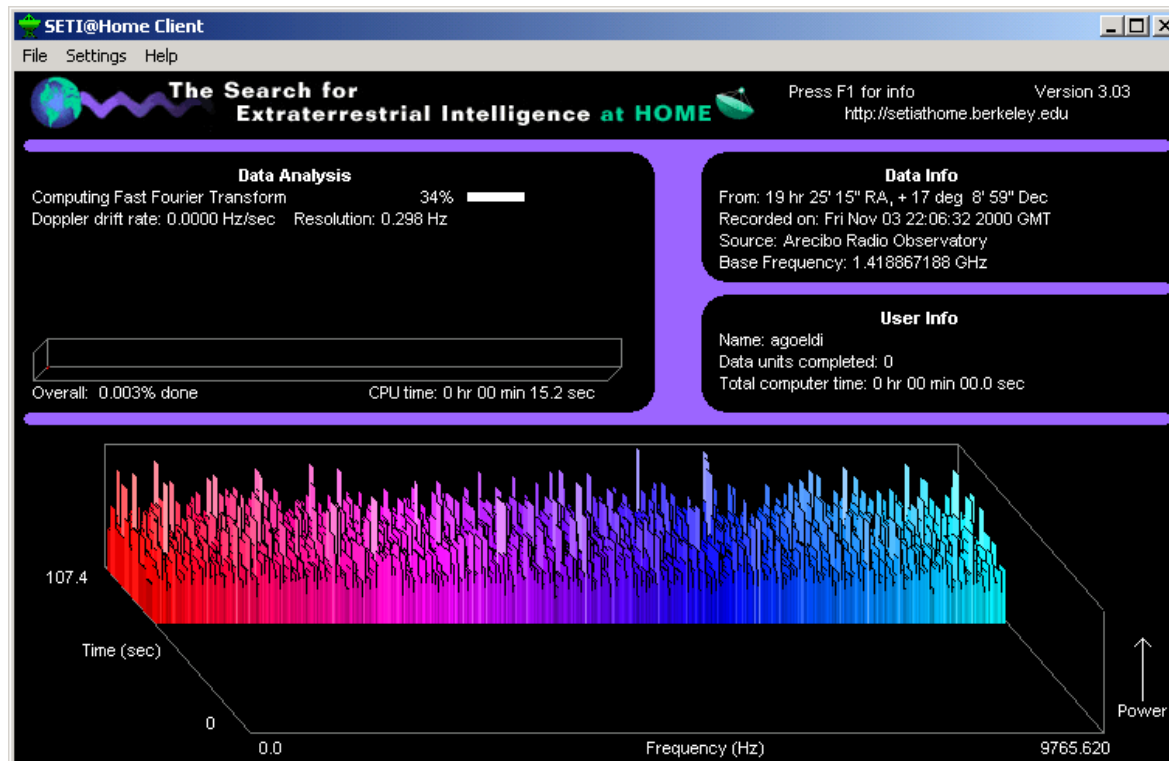 SETI@Home Client
File Settings Help
The Search for
Extraterrestrial Intelligence at HOME
Press F1 for info Version 3.03
http://setiathome.berkeley.edu
Data Analysis
Computing Fast Fourier Transform 34%
Doppler drift rate: 0.0000 Hz/sec Resolution: 0.298 Hz
Overall: 0.003% done CPU time: 0 hr 00 min 15.2 sec
Data Info
From: 19 hr 25' 15" RA, + 17 deg 8' 59" Dec
Recorded on: Fri Nov 03 22:06:32 2000 GMT
Source: Arecibo Radio Observatory
Base Frequency: 1.418867188 GHz
User Info
Name: agoeldi
Data units completed: 0
Total computer time: 0 hr 00 min 00.0 sec
107.4
Time (sec)
0
0.0 Frequency (Hz) 9765.620
Power